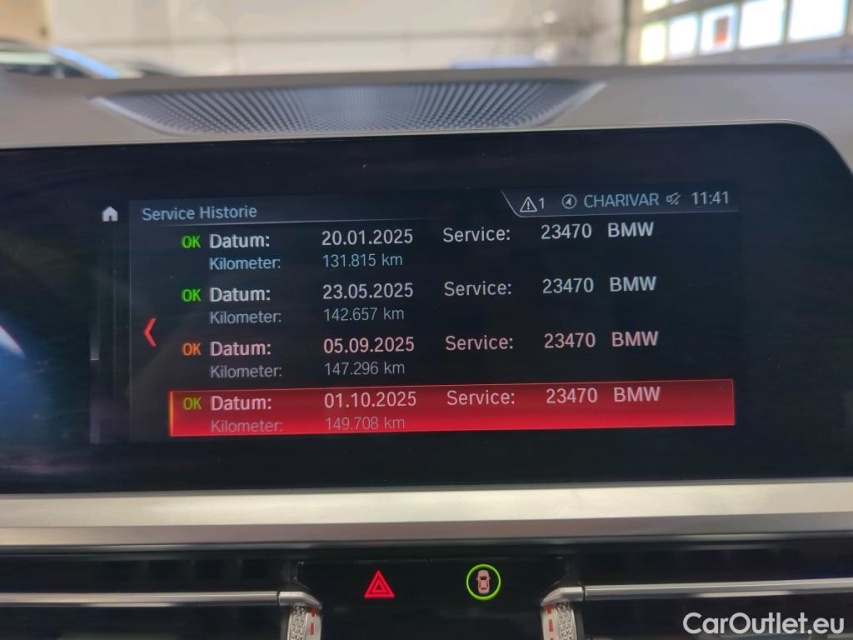 Service Historie 1 CHARIVAR 11:41
OK Datum: 20.01.2025 Service: 23470 BMW
Kilometer: 131.815 km
OK Datum: 23.05.2025 Service: 23470 BMW
Kilometer: 142.657 km
OK Datum: 05.09.2025 Service: 23470 BMW
Kilometer: 147.296 km
OK Datum: 01.10.2025 Service: 23470 BMW
Kilometer: 149.708 km
CarOutlet.eu